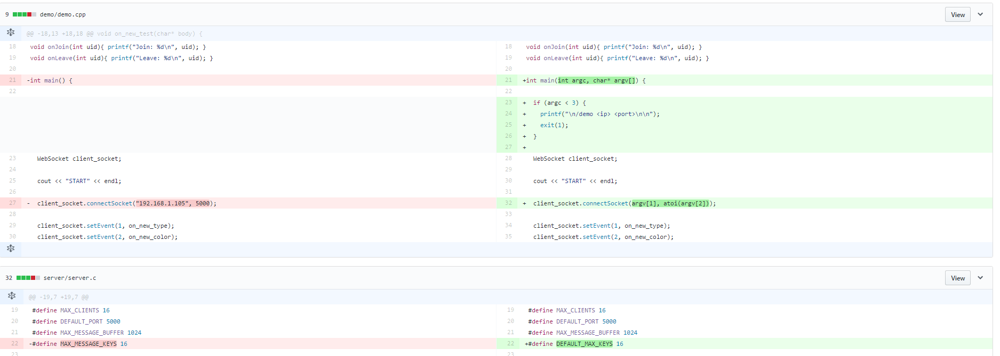 9 demo/demo.cpp View
@@ -18,13 +18,18 @@ void on_new_test(char* body) {
18 void onJoin(int uid){ printf("Join: %d\n", uid); } 18 void onJoin(int uid){ printf("Join: %d\n", uid); }
19 void onLeave(int uid){ printf("Leave: %d\n", uid); } 19 void onLeave(int uid){ printf("Leave: %d\n", uid); }
20 20
21 -int main() { 21 +int main(int argc, char* argv[]) {
22 22
23 + if (argc < 3) {
24 + printf("\n/demo <ip> <port>\n\n");
25 + exit(1);
26 + }
27 +
23 WebSocket client_socket; 28 WebSocket client_socket;
24 29
25 cout << "START" << endl; 30 cout << "START" << endl;
26 31
27 - client_socket.connectSocket("192.168.1.105", 5000); 32 + client_socket.connectSocket(argv[1], atoi(argv[2]));
28 33
29 client_socket.setEvent(1, on_new_type); 34 client_socket.setEvent(1, on_new_type);
30 client_socket.setEvent(2, on_new_color); 35 client_socket.setEvent(2, on_new_color);
32 server/server.c View
@@ -19,7 +19,7 @@
19 #define MAX_CLIENTS 16 19 #define MAX_CLIENTS 16
20 #define DEFAULT_PORT 5000 20 #define DEFAULT_PORT 5000
21 #define MAX_MESSAGE_BUFFER 1024 21 #define MAX_MESSAGE_BUFFER 1024
22 -#define MAX_MESSAGE_KEYS 16 22 +#define DEFAULT_MAX_KEYS 16
23 23